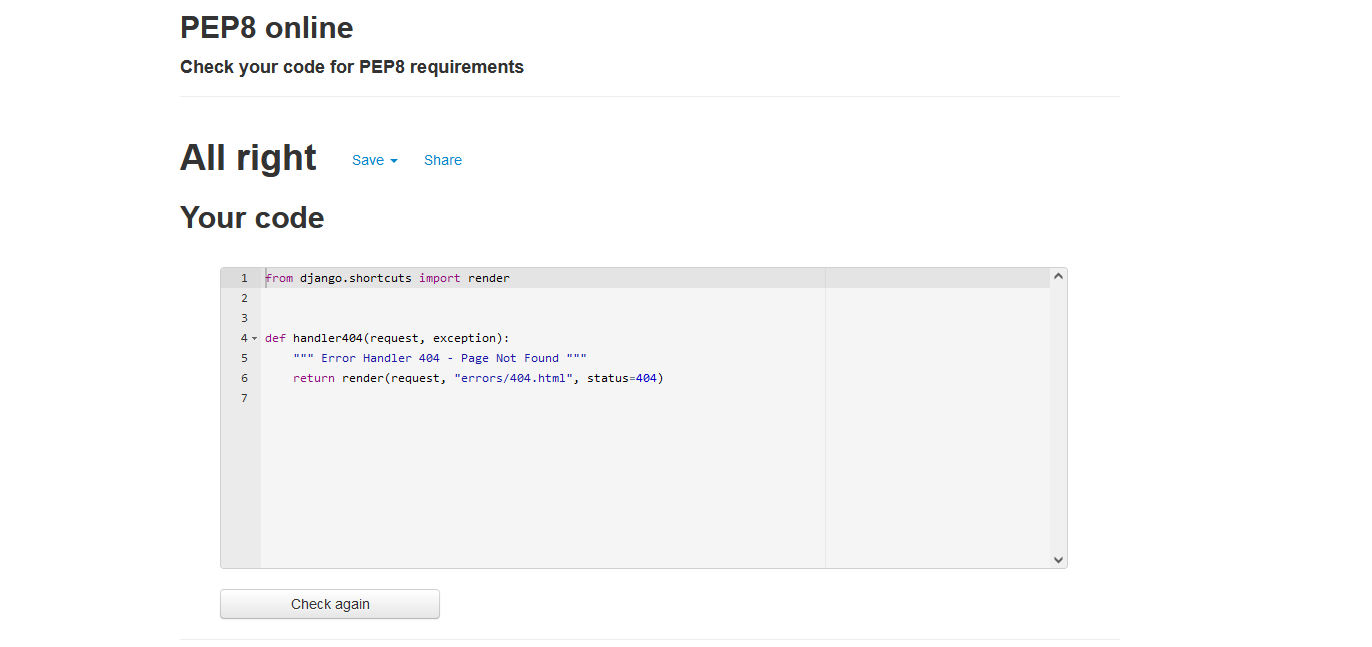 PEP8 online
Check your code for PEP8 requirements
All right Save Share
Your code
1 from django.shortcuts import render
2
3
4 def handler404(request, exception):
5     """ Error Handler 404 - Page Not Found """
6     return render(request, "errors/404.html", status=404)
7
Check again